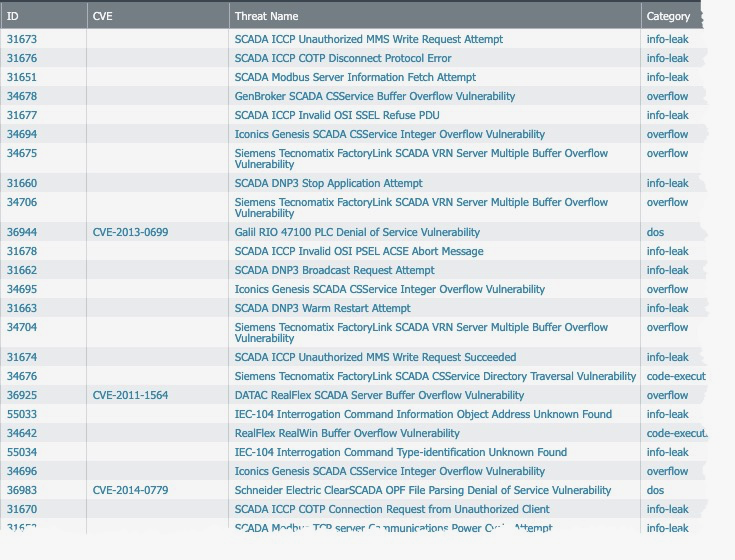 ID CVE Threat Name Category
31673 SCADA ICCP Unauthorized MMS Write Request Attempt info-leak
31676 SCADA ICCP COTP Disconnect Protocol Error info-leak
31651 SCADA Modbus Server Information Fetch Attempt info-leak
34678 GenBroker SCADA CSService Buffer Overflow Vulnerability overflow
31677 SCADA ICCP Invalid OSI SSEL Refuse PDU info-leak
34694 Iconics Genesis SCADA CSService Integer Overflow Vulnerability overflow
34675 Siemens Tecnomatix FactoryLink SCADA VRN Server Multiple Buffer Overflow overflow
Vulnerability
31660 SCADA DNP3 Stop Application Attempt info-leak
34706 Siemens Tecnomatix FactoryLink SCADA VRN Server Multiple Buffer Overflow overflow
Vulnerability
36944 CVE-2013-0699 Galil RIO 47100 PLC Denial of Service Vulnerability dos
31678 SCADA ICCP Invalid OSI PSEL ACSE Abort Message info-leak
31662 SCADA DNP3 Broadcast Request Attempt info-leak
34695 Iconics Genesis SCADA CSService Integer Overflow Vulnerability overflow
31663 SCADA DNP3 Warm Restart Attempt info-leak
34704 Siemens Tecnomatix FactoryLink SCADA VRN Server Multiple Buffer Overflow overflow
Vulnerability
31674 SCADA ICCP Unauthorized MMS Write Request Succeeded info-leak
34676 Siemens Tecnomatix FactoryLink SCADA CSService Directory Traversal Vulnerability code-execut
36925 CVE-2011-1564 DATAC RealFlex SCADA Server Buffer Overflow Vulnerability overflow
55033 IEC-104 Interrogation Command Information Object Address Unknown Found info-leak
34642 RealFlex RealWin Buffer Overflow Vulnerability code-execut.
55034 IEC-104 Interrogation Command Type-identification Unknown Found info-leak
34696 Iconics Genesis SCADA CSService Integer Overflow Vulnerability overflow
36983 CVE-2014-0779 Schneider Electric ClearSCADA OPF File Parsing Denial of Service Vulnerability dos
31670 SCADA ICCP COTP Connection Request from Unauthorized Client info-leak
SCADA Modbus TCP server Communications Power Attempt info-leak